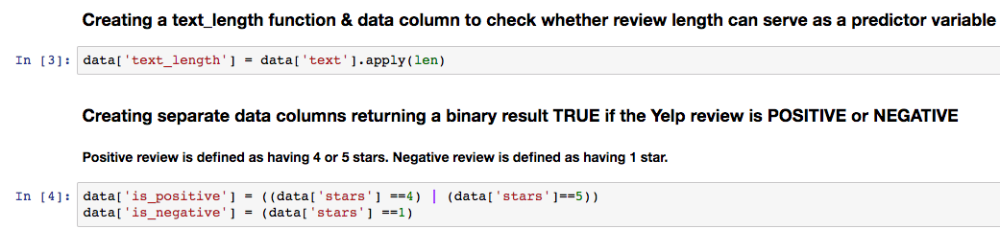 Creating a text_length function & data column to check whether review length can serve as a predictor variable
In [3]: data['text_length'] = data['text'].apply(len)
Creating separate data columns returning a binary result TRUE if the Yelp review is POSITIVE or NEGATIVE
Positive review is defined as having 4 or 5 stars. Negative review is defined as having 1 star.
In [4]: data['is_positive'] = ((data['stars'] ==4) | (data['stars']==5))
data['is_negative'] = (data['stars'] ==1)